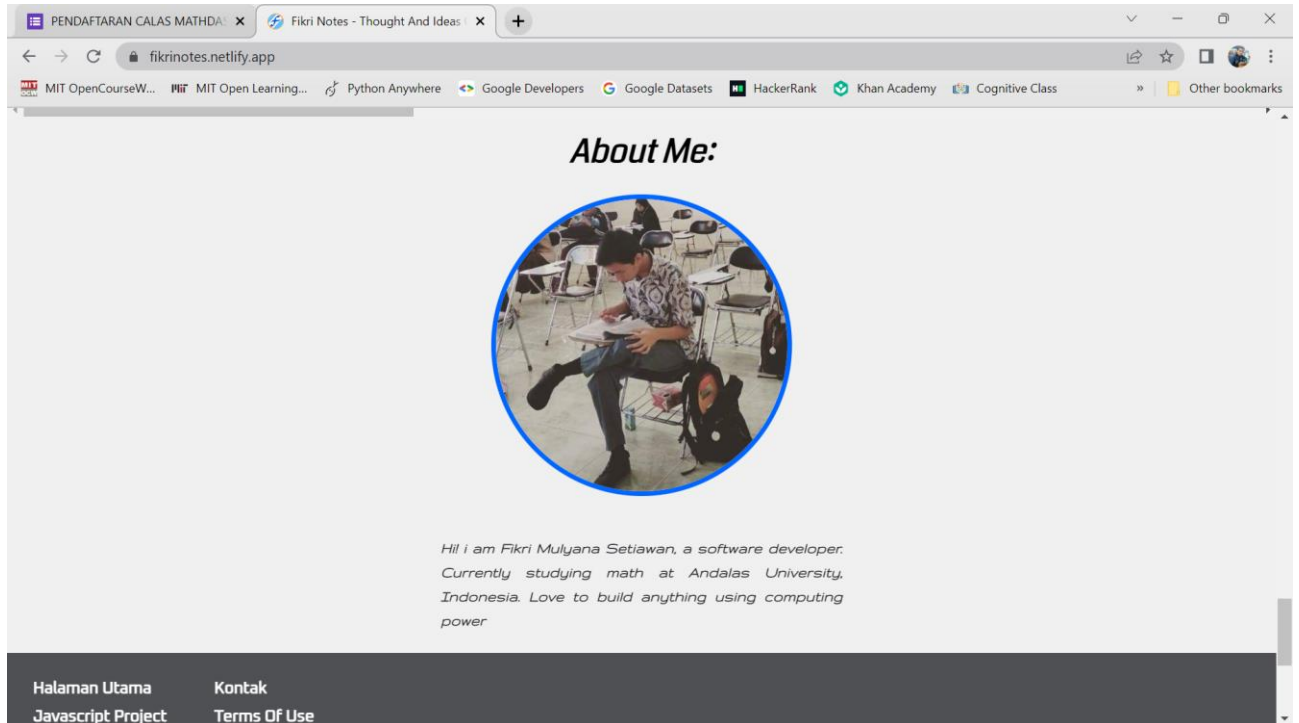 PENDAFTARAN CALAS MATHDA
Fikri Notes - Thought And Ideas
fikrinotes.netlify.app
MIT OpenCourseW...
MIT Open Learning...
Python Anywhere
Google Developers
Google Datasets
HackerRank
Khan Academy
Cognitive Class
»
Other bookmarks
About Me:
Hi! i am Fikri Mulyana Setiawan, a software developer.
Currently studying math at Andalas University,
Indonesia. Love to build anything using computing
power
Halaman Utama
Kontak
Javascript Project
Terms Of Use